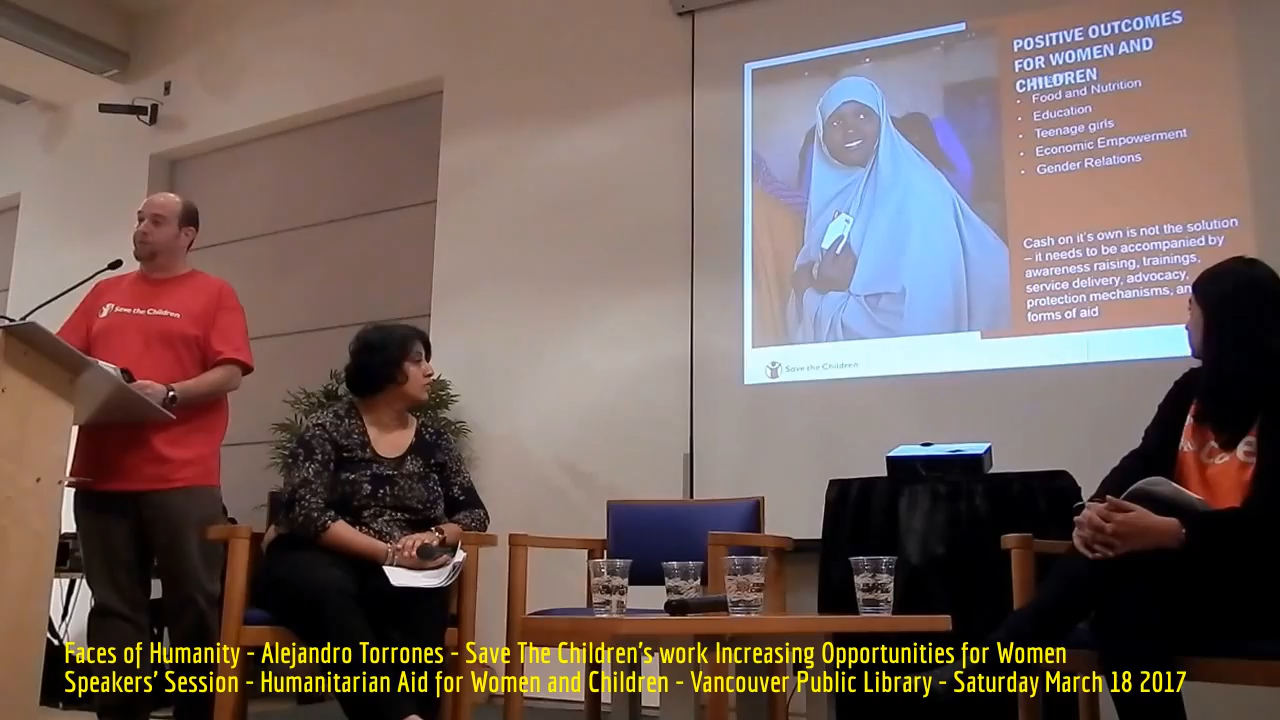 POSITIVE OUTCOMES
FOR WOMEN AND
CHILDREN
• Food and Nutrition
• Education
• Teenage girls
• Economic Empowerment
• Gender Relations
Cash on it's own is not the solution
– it needs to be accompanied by
awareness raising, trainings,
service delivery, advocacy,
protection mechanisms,
forms of aid
Save the Children
Save the Children
Faces of Humanity - Alejandro Torrones - Save The Children's work Increasing Opportunities for Women
Speakers' Session - Humanitarian Aid for Women and Children - Vancouver Public Library - Saturday March 18 2017